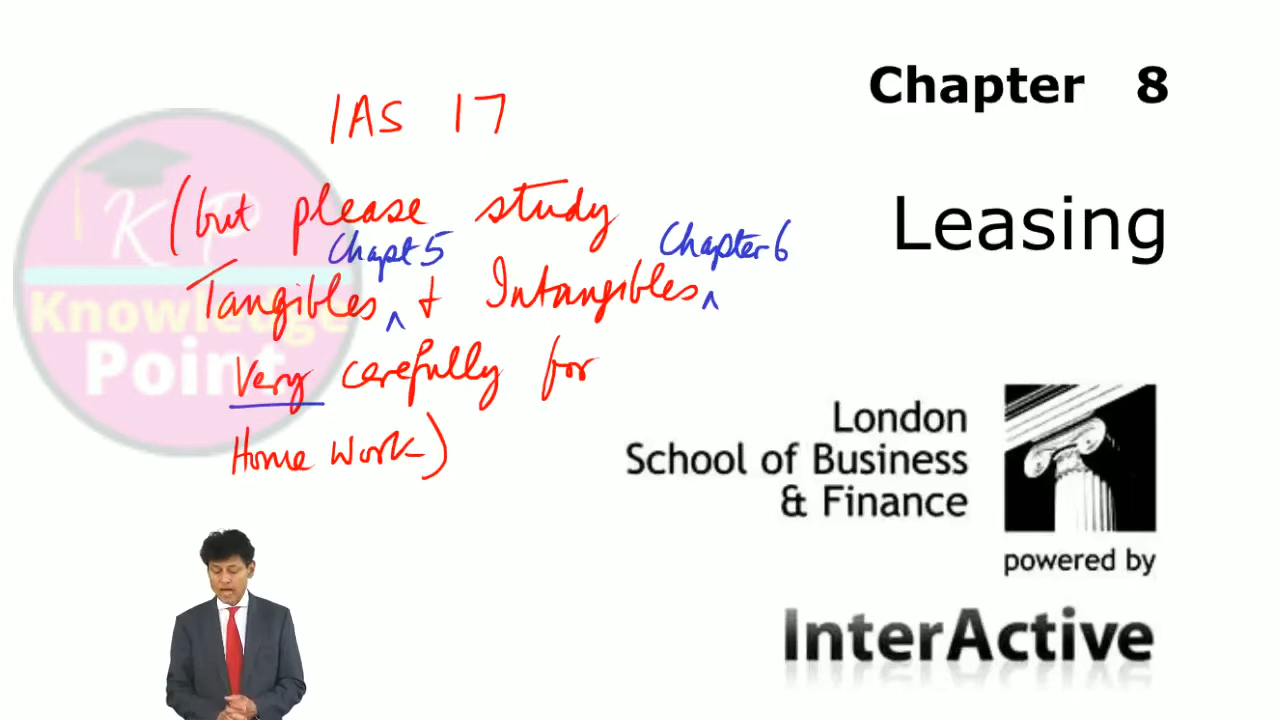 Chapter 8
Leasing
IAS 17
(but please study
Chapt 5 Chapter 6
Tangibles ^ + Intangibles ^
Very carefully for
Home work)
KP
Knowledge
Point
London
School of Business
& Finance
powered by
InterActive